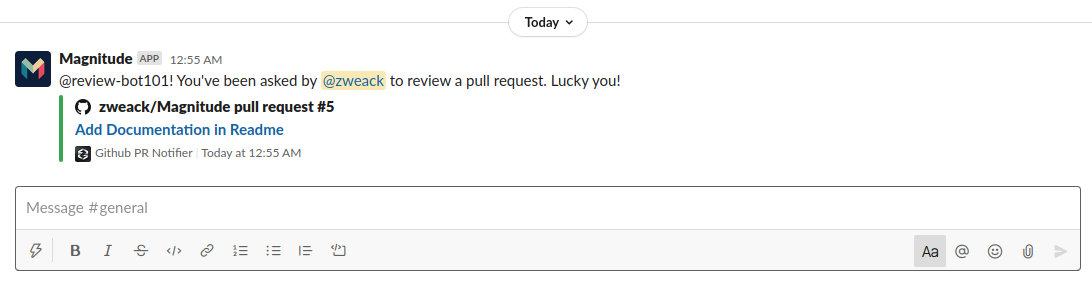 Today
Magnitude APP 12:55 AM
@review-bot101! You've been asked by @zweack to review a pull request. Lucky you!
zweack/Magnitude pull request #5
Add Documentation in Readme
Github PR Notifier | Today at 12:55 AM
Message #general
B I S </> Aa @